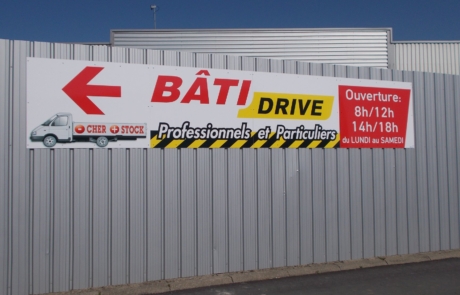 BÂTI
DRIVE
- CHER + STOCK
Professionnels et Particuliers
Ouverture:
8h/12h
14h/18h
du LUNDI au SAMEDI